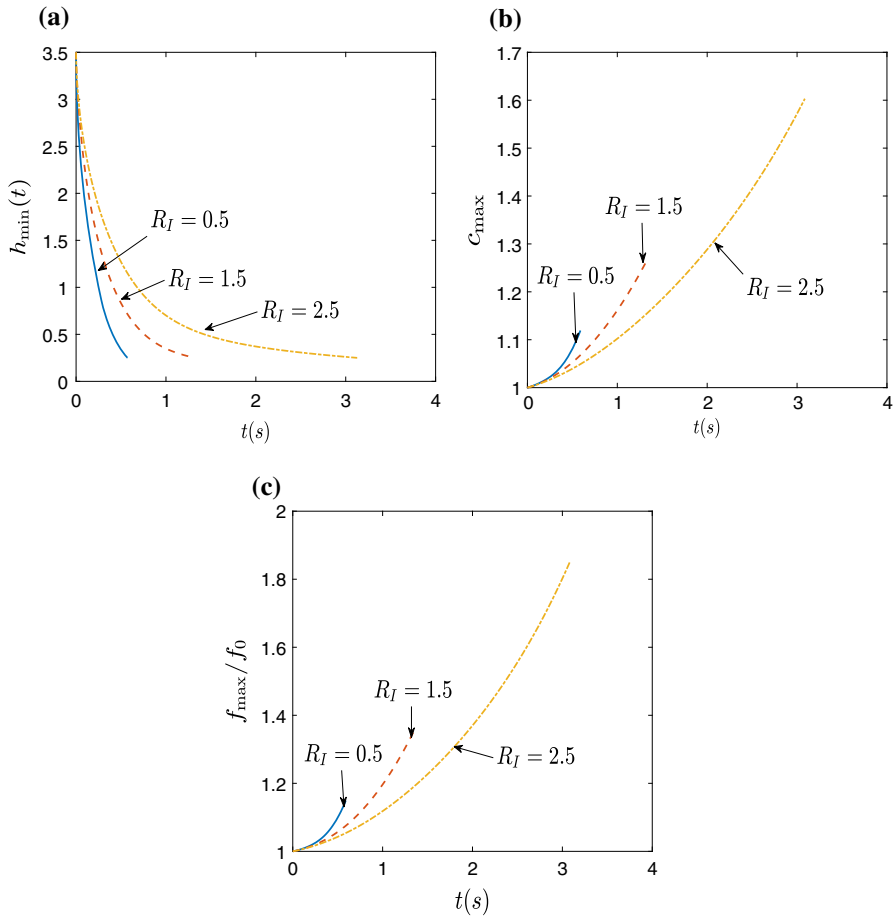 (a)
3.5
3
2.5
2
1.5
1
0.5
0
0 1 2 3 4
h_min(t)
t(s)
R_I = 0.5
R_I = 1.5
R_I = 2.5
(b)
1.7
1.6
1.5
1.4
1.3
1.2
1.1
1
0 1 2 3 4
c_max
t(s)
R_I = 1.5
R_I = 0.5
R_I = 2.5
(c)
2
1.8
1.6
1.4
1.2
1
0 1 2 3 4
f_max/f_0
t(s)
R_I = 1.5
R_I = 0.5
R_I = 2.5